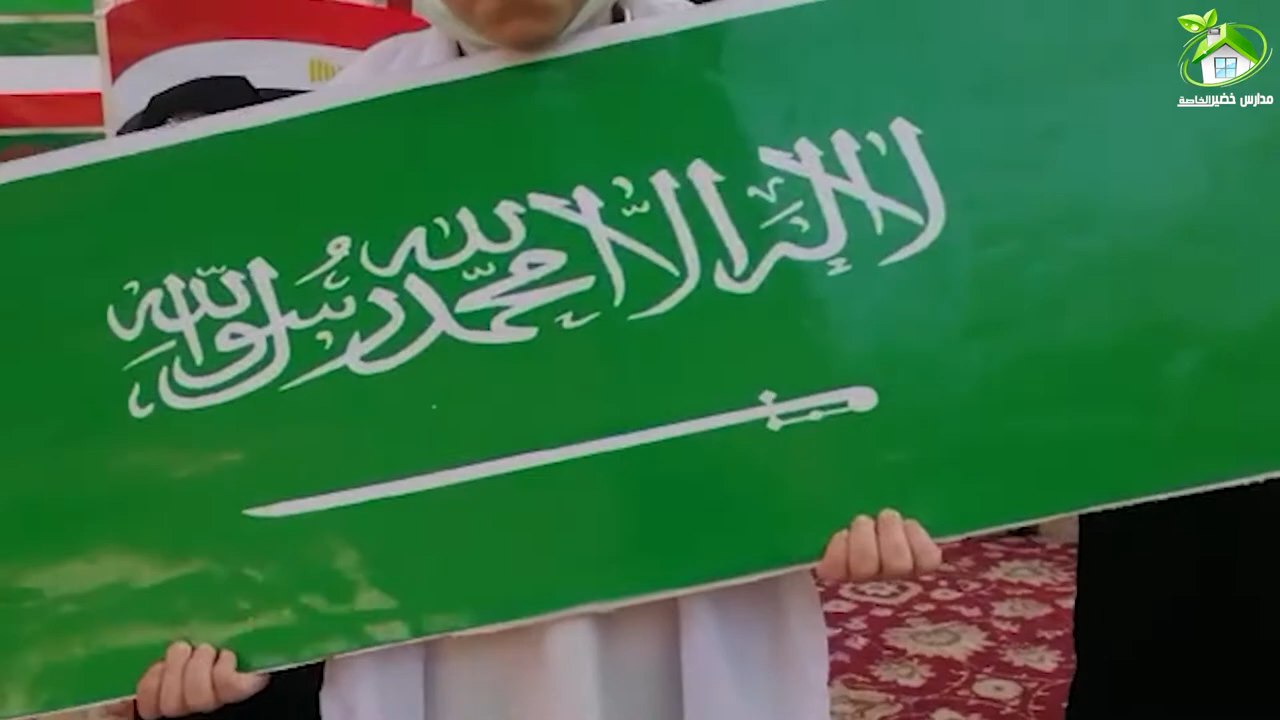 مدارس خضير الخاصة
لا إله إلا الله محمد رسول الله